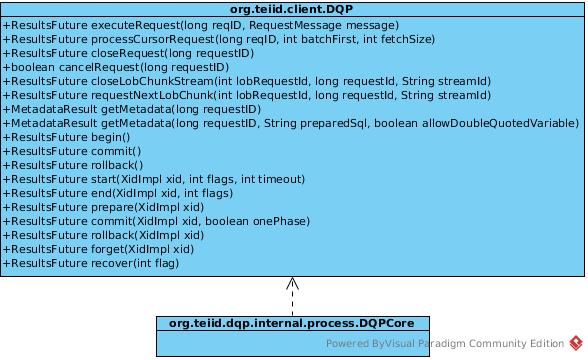 org.teiid.client.DQP
+ResultsFuture executeRequest(long reqID, RequestMessage message)
+ResultsFuture processCursorRequest(long reqID, int batchFirst, int fetchSize)
+ResultsFuture closeRequest(long requestID)
+boolean cancelRequest(long requestID)
+ResultsFuture closeLobChunkStream(int lobRequestId, long requestId, String streamId)
+ResultsFuture requestNextLobChunk(int lobRequestId, long requestId, String streamId)
+MetadataResult getMetadata(long requestID)
+MetadataResult getMetadata(long requestID, String preparedSql, boolean allowDoubleQuotedVariable)
+ResultsFuture begin()
+ResultsFuture commit()
+ResultsFuture rollback()
+ResultsFuture start(XidImpl xid, int flags, int timeout)
+ResultsFuture end(XidImpl xid, int flags)
+ResultsFuture prepare(XidImpl xid)
+ResultsFuture commit(XidImpl xid, boolean onePhase)
+ResultsFuture rollback(XidImpl xid)
+ResultsFuture forget(XidImpl xid)
+ResultsFuture recover(int flag)
org.teiid.dqp.internal.process.DQPCore
Powered ByVisual Paradigm Community Edition